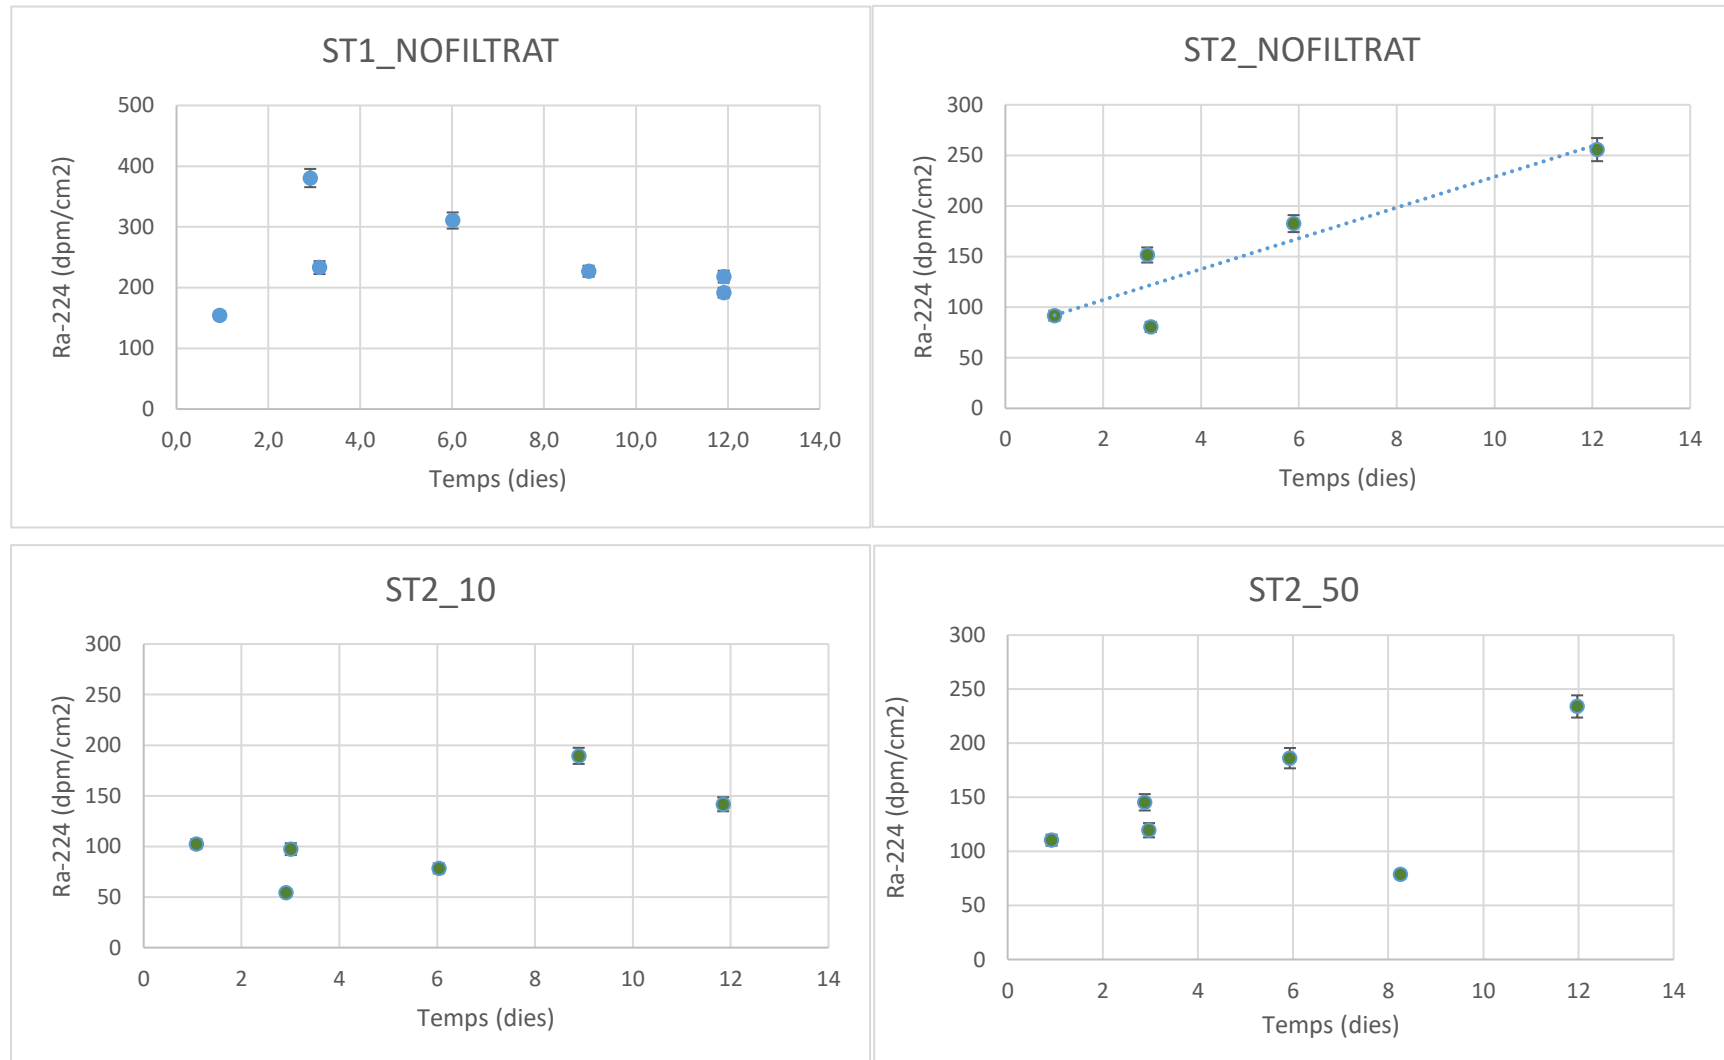 ST1_NOFILTRAT
Ra-224 (dpm/cm2)
500
400
300
200
100
0
0,0 2,0 4,0 6,0 8,0 10,0 12,0 14,0
Temps (dies)
ST2_NOFILTRAT
Ra-224 (dpm/cm2)
300
250
200
150
100
50
0
0 2 4 6 8 10 12 14
Temps (dies)
ST2_10
Ra-224 (dpm/cm2)
300
250
200
150
100
50
0
0 2 4 6 8 10 12 14
Temps (dies)
ST2_50
Ra-224 (dpm/cm2)
300
250
200
150
100
50
0
0 2 4 6 8 10 12 14
Temps (dies)